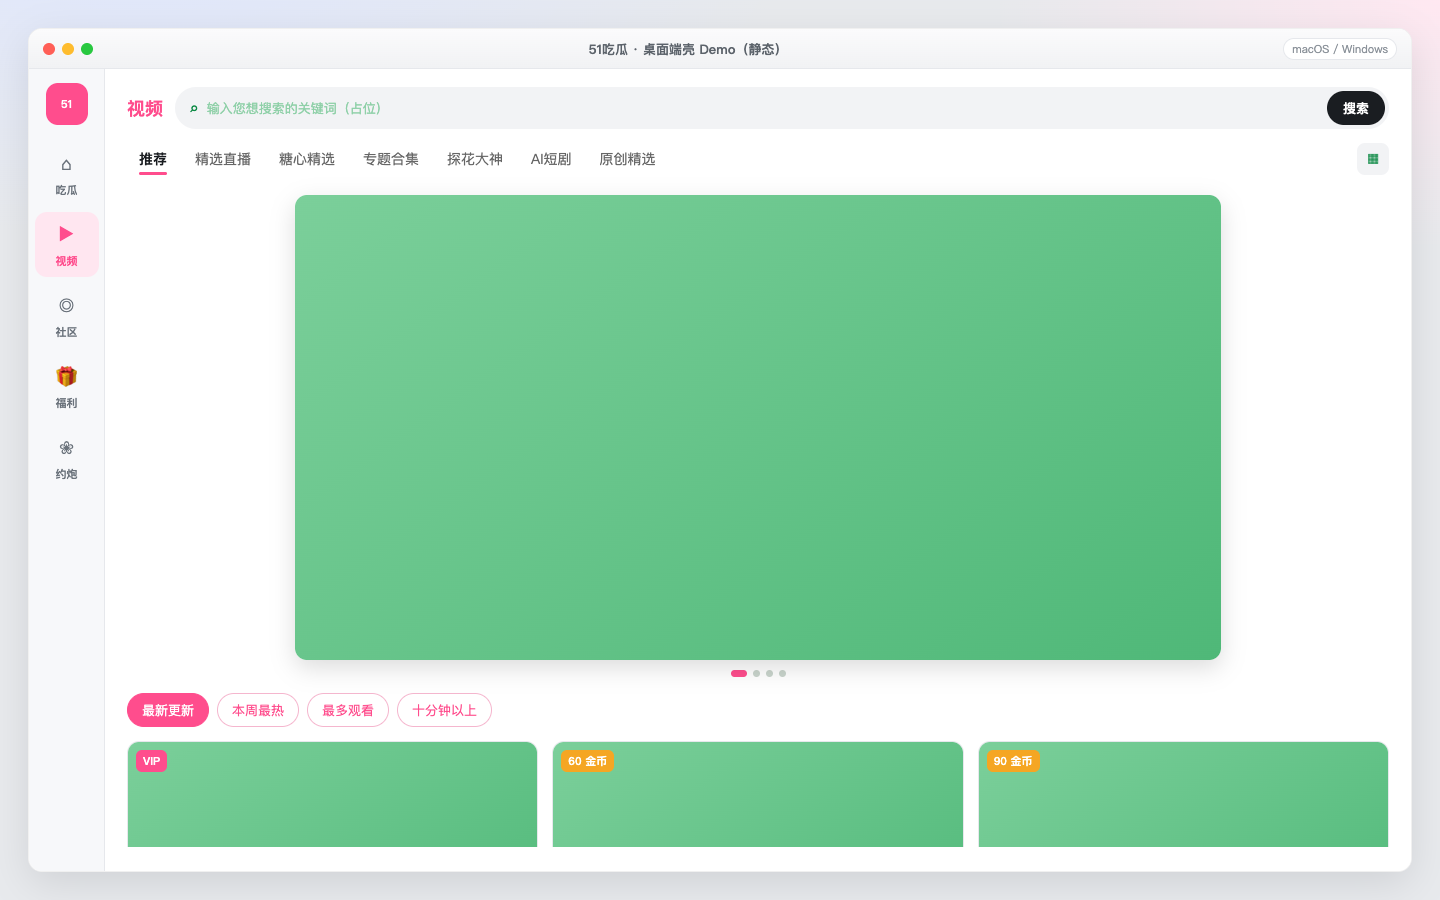 51吃瓜 · 桌面端壳 Demo（静态）
macOS / Windows
51
吃瓜
视频
社区
福利
约炮
视频
输入您想搜索的关键词（占位）
搜索
推荐 精选直播 糖心精选 专题合集 探花大神 AI短剧 原创精选
最新更新 本周最热 最多观看 十分钟以上
VIP
60 金币
90 金币